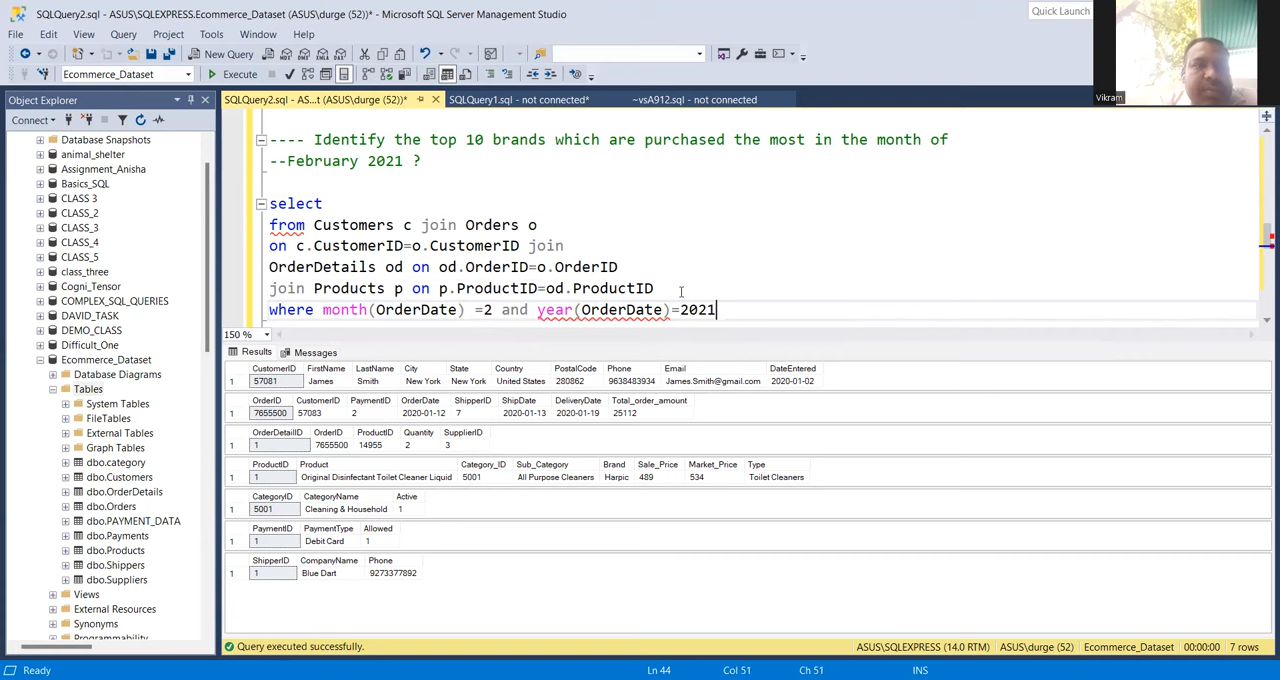 SQLQuery2.sql - ASUS\SQLEXPRESS.Ecommerce_Dataset (ASUS\durge (52))* - Microsoft SQL Server Management Studio
Quick Launch
File Edit View Query Project Tools Window Help
New Query
Ecommerce_Dataset Execute
Vikram
Object Explorer
SQLQuery2.sql - AS...t (ASUS\durge (52))* SQLQuery1.sql - not connected* ~vsA912.sql - not connected
Connect
Database Snapshots
animal_shelter
Assignment_Anisha
Basics_SQL
CLASS 3
CLASS_2
CLASS_3
CLASS_4
CLASS_5
class_three
Cogni_Tensor
COMPLEX_SQL_QUERIES
DAVID_TASK
DEMO_CLASS
Difficult_One
Ecommerce_Dataset
Database Diagrams
Tables
System Tables
FileTables
External Tables
Graph Tables
dbo.category
dbo.Customers
dbo.OrderDetails
dbo.Orders
dbo.PAYMENT_DATA
dbo.Payments
dbo.Products
dbo.Shippers
dbo.Suppliers
Views
External Resources
Synonyms
Programmability
---- Identify the top 10 brands which are purchased the most in the month of
--February 2021 ?
select
from Customers c join Orders o
on c.CustomerID=o.CustomerID join
OrderDetails od on od.OrderID=o.OrderID
join Products p on p.ProductID=od.ProductID
where month(OrderDate) =2 and year(OrderDate)=2021
150 %
Results Messages
CustomerID FirstName LastName City State Country PostalCode Phone Email DateEntered
1 57081 James Smith New York New York United States 280862 9638483934 James.Smith@gmail.com 2020-01-02
OrderID CustomerID PaymentID OrderDate ShipperID ShipDate DeliveryDate Total_order_amount
1 7655500 57083 2 2020-01-12 7 2020-01-13 2020-01-19 25112
OrderDetailID OrderID ProductID Quantity SupplierID
1 1 7655500 14955 2 3
ProductID Product Category_ID Sub_Category Brand Sale_Price Market_Price Type
1 1 Original Disinfectant Toilet Cleaner Liquid 5001 All Purpose Cleaners Harpic 489 534 Toilet Cleaners
CategoryID CategoryName Active
1 5001 Cleaning & Household 1
PaymentID PaymentType Allowed
1 1 Debit Card 1
ShipperID CompanyName Phone
1 1 Blue Dart 9273377892
Query executed successfully. ASUS\SQLEXPRESS (14.0 RTM) ASUS\durge (52) Ecommerce_Dataset 00:00:00 7 rows
Ready Ln 44 Col 51 Ch 51 INS